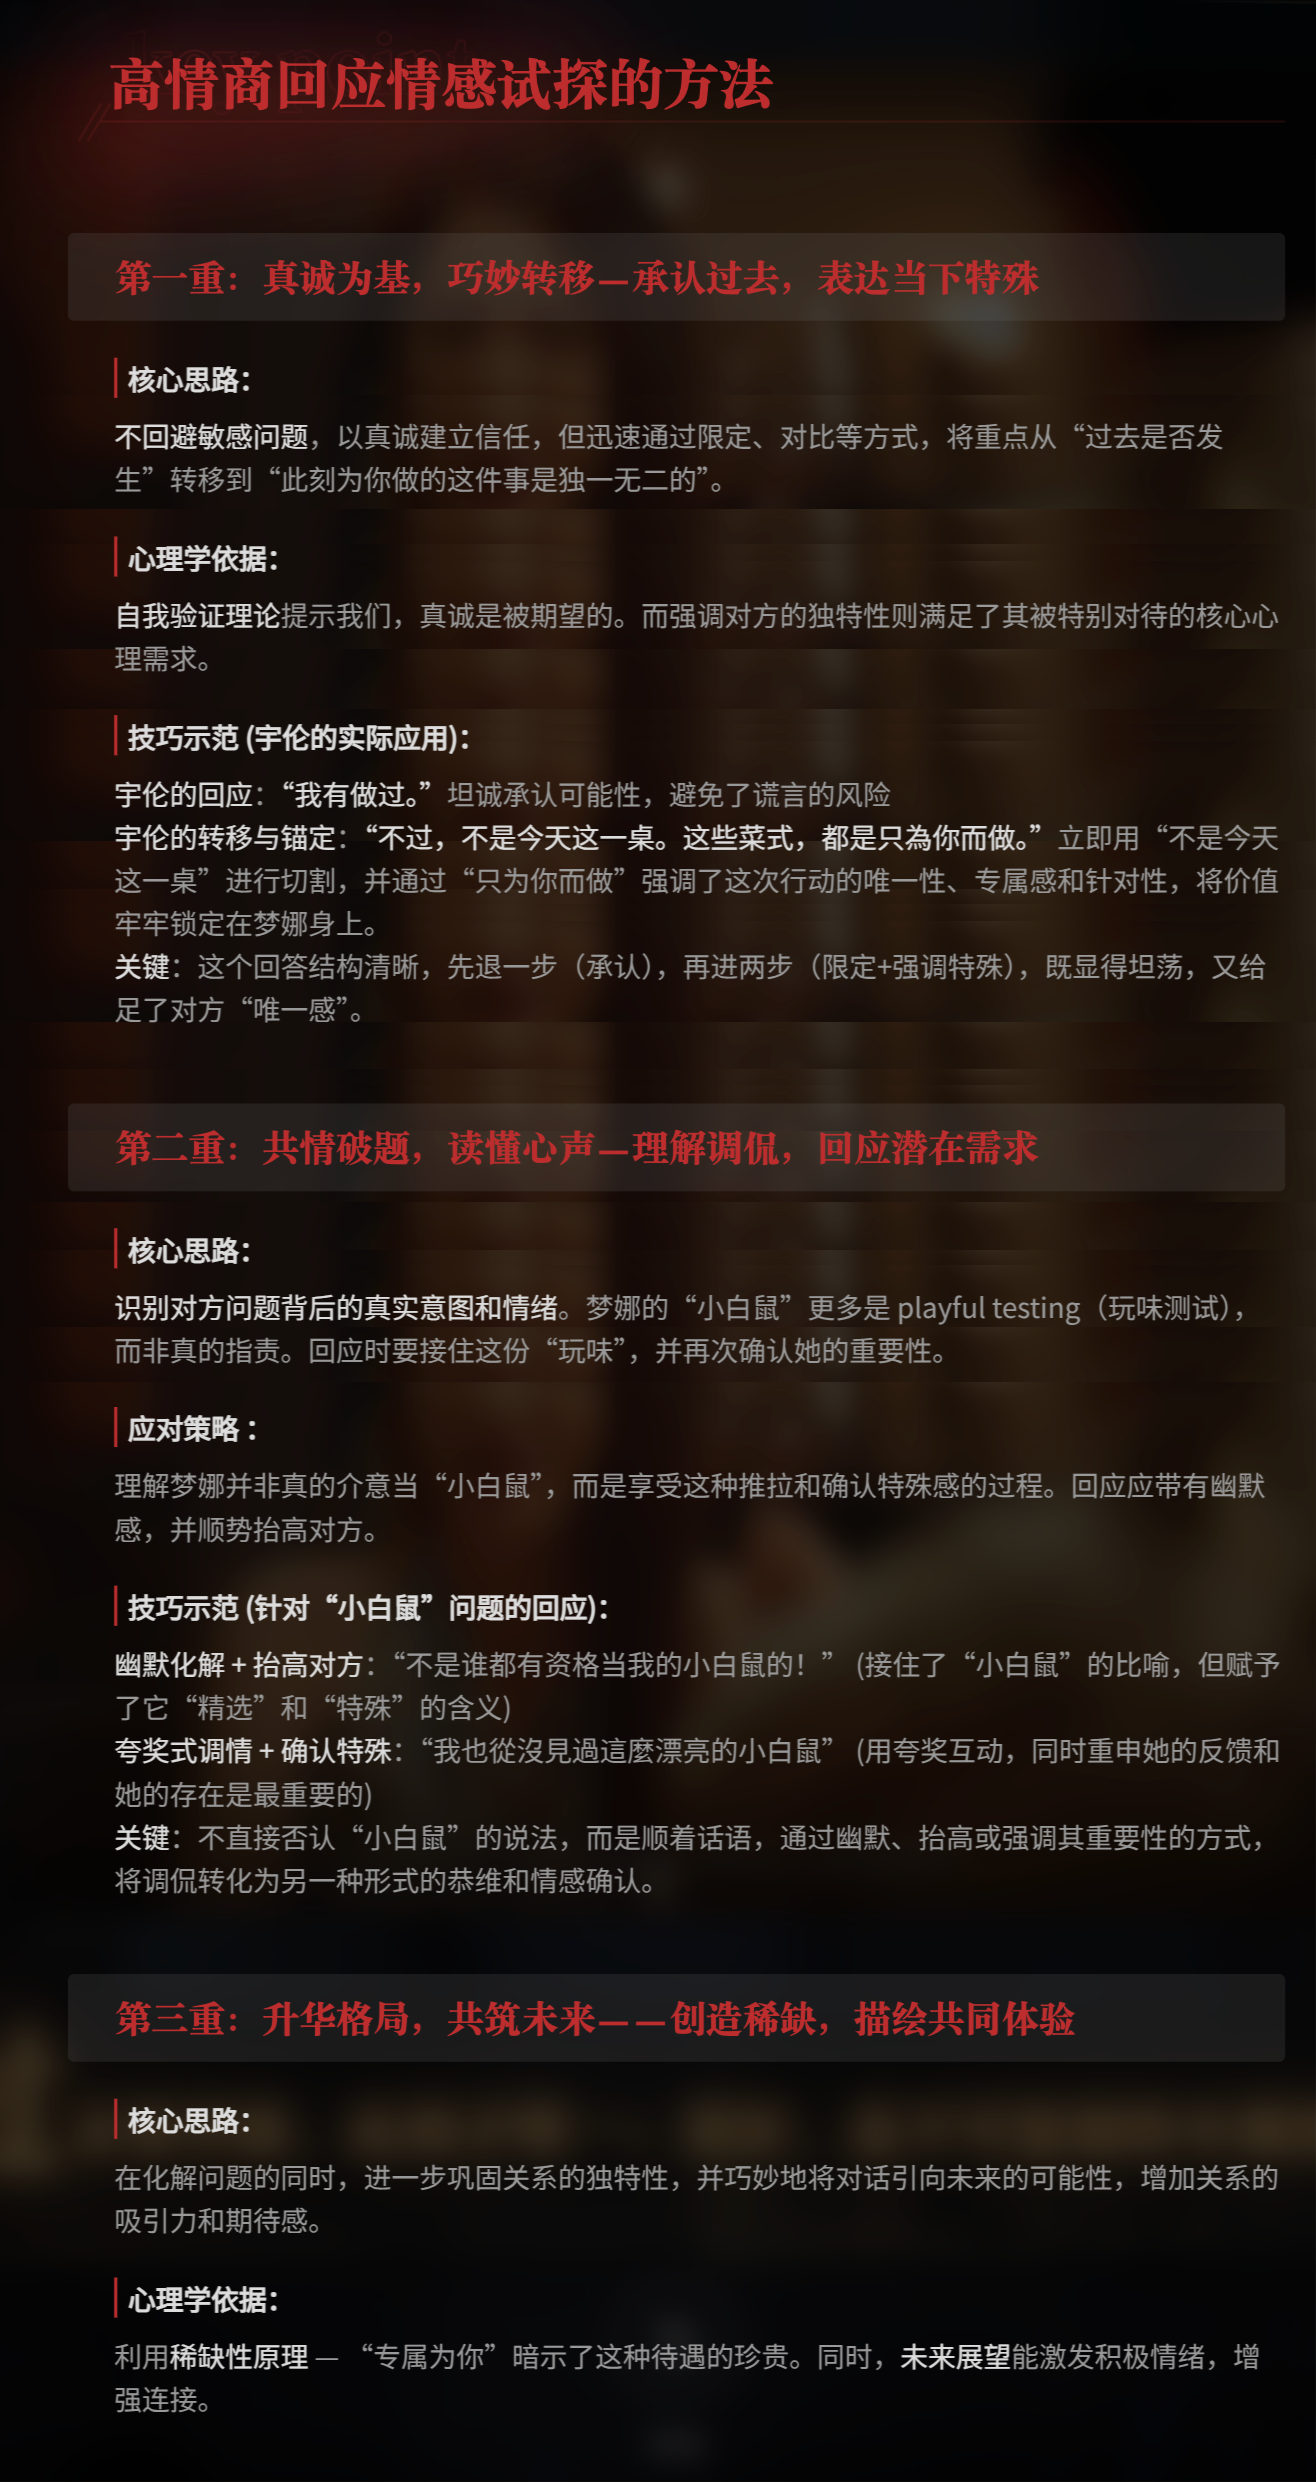 key point
高情商回应情感试探的方法
第一重：真诚为基，巧妙转移—承认过去，表达当下特殊
核心思路：
不回避敏感问题，以真诚建立信任，但迅速通过限定、对比等方式，将重点从“过去是否发
生”转移到“此刻为你做的这件事是独一无二的”。
心理学依据：
自我验证理论提示我们，真诚是被期望的。而强调对方的独特性则满足了其被特别对待的核心心
理需求。
技巧示范 (宇伦的实际应用)：
宇伦的回应：“我有做过。”坦诚承认可能性，避免了谎言的风险
宇伦的转移与锚定：“不过，不是今天这一桌。这些菜式，都是只為你而做。”立即用“不是今天
这一桌”进行切割，并通过“只为你而做”强调了这次行动的唯一性、专属感和针对性，将价值
牢牢锁定在梦娜身上。
关键：这个回答结构清晰，先退一步（承认），再进两步（限定+强调特殊），既显得坦荡，又给
足了对方“唯一感”。
第二重：共情破题，读懂心声—理解调侃，回应潜在需求
核心思路：
识别对方问题背后的真实意图和情绪。梦娜的“小白鼠”更多是 playful testing（玩味测试），
而非真的指责。回应时要接住这份“玩味”，并再次确认她的重要性。
应对策略 ：
理解梦娜并非真的介意当“小白鼠”，而是享受这种推拉和确认特殊感的过程。回应应带有幽默
感，并顺势抬高对方。
技巧示范 (针对“小白鼠”问题的回应)：
幽默化解 + 抬高对方：“不是谁都有资格当我的小白鼠的！” (接住了“小白鼠”的比喻，但赋予
了它“精选”和“特殊”的含义)
夸奖式调情 + 确认特殊：“我也從沒見過這麼漂亮的小白鼠” (用夸奖互动，同时重申她的反馈和
她的存在是最重要的)
关键：不直接否认“小白鼠”的说法，而是顺着话语，通过幽默、抬高或强调其重要性的方式，
将调侃转化为另一种形式的恭维和情感确认。
第三重：升华格局，共筑未来——创造稀缺，描绘共同体验
核心思路：
在化解问题的同时，进一步巩固关系的独特性，并巧妙地将对话引向未来的可能性，增加关系的
吸引力和期待感。
心理学依据：
利用稀缺性原理 — “专属为你”暗示了这种待遇的珍贵。同时，未来展望能激发积极情绪，增
强连接。